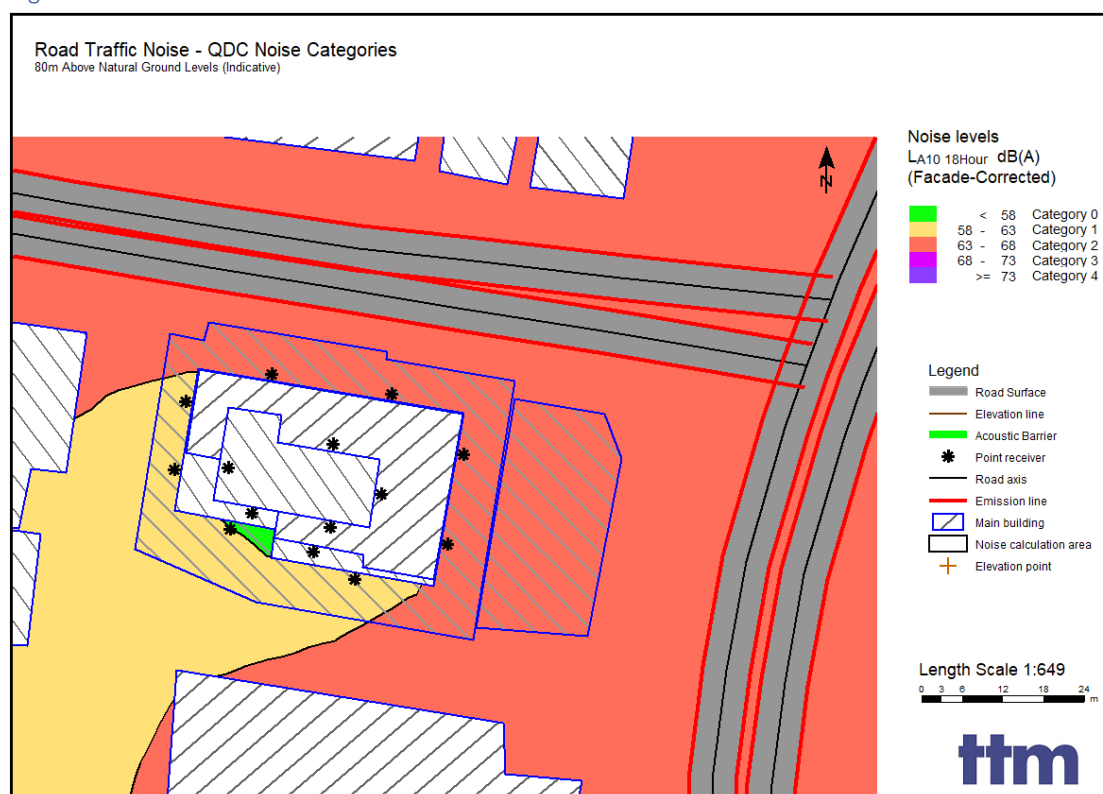 Road Traffic Noise - QDC Noise Categories
80m Above Natural Ground Levels (Indicative)
N
Noise levels
LA10 18Hour dB(A)
(Facade-Corrected)
< 58 Category 0
58 - 63 Category 1
63 - 68 Category 2
68 - 73 Category 3
>= 73 Category 4
Legend
Road Surface
Elevation line
Acoustic Barrier
Point receiver
Road axis
Emission line
Main building
Noise calculation area
Elevation point
Length Scale 1:649
0 3 6 12 18 24
m
ttm